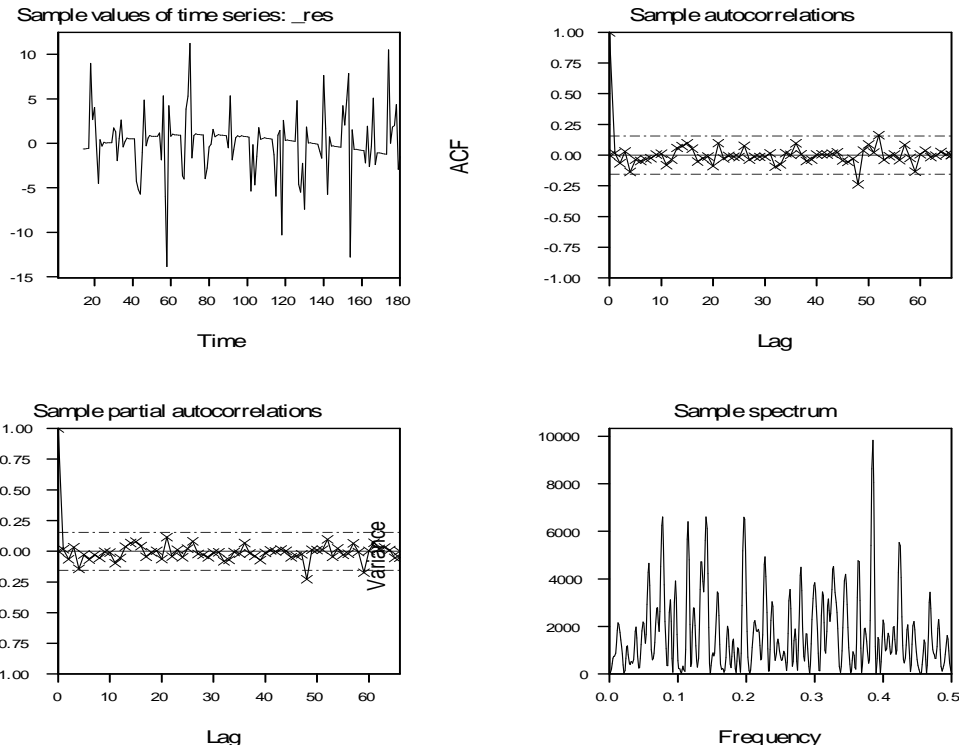 Sample values of time series: _res
10
5
0
-5
-10
-15
20 40 60 80 100 120 140 160 180
Time
Sample autocorrelations
ACF
1.00
0.75
0.50
0.25
0.00
-0.25
-0.50
-0.75
-1.00
0 10 20 30 40 50 60
Lag
Sample partial autocorrelations
1.00
0.75
0.50
0.25
0.00
0.25
0.50
0.75
1.00
0 10 20 30 40 50 60
Lag
Sample spectrum
Variance
10000
8000
6000
4000
2000
0
0.0 0.1 0.2 0.3 0.4 0.5
Frequency